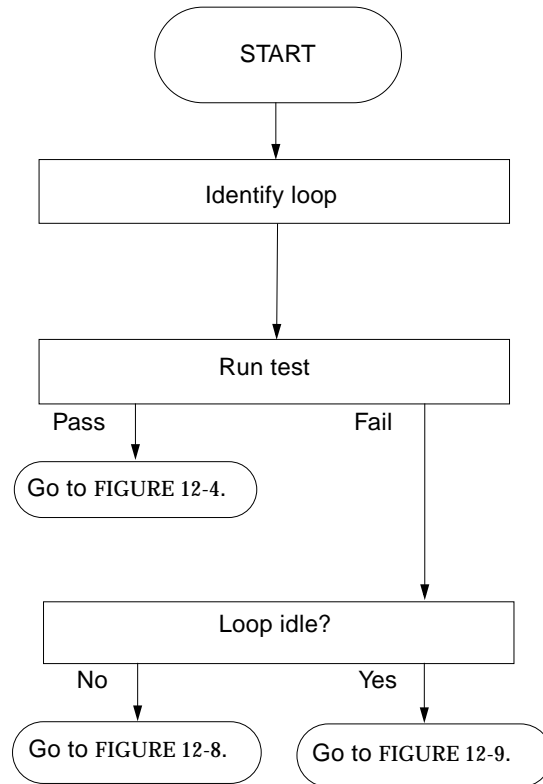 START
Identify loop
Run test
Pass
Fail
Go to FIGURE 12-4.
Loop idle?
No
Yes
Go to FIGURE 12-8.
Go to FIGURE 12-9.